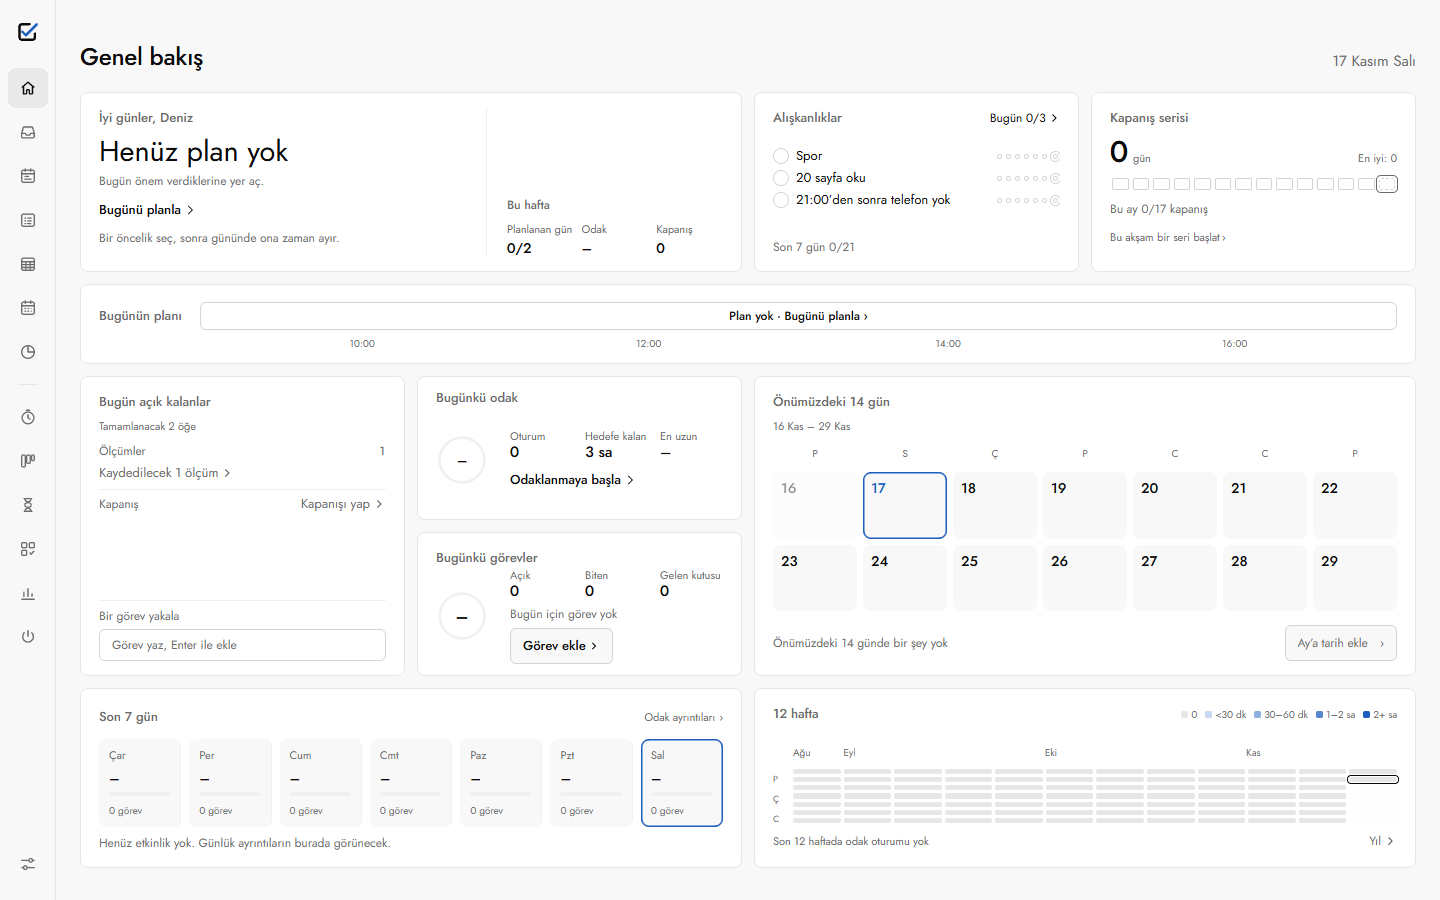 Genel bakış
17 Kasım Salı
İyi günler, Deniz
Henüz plan yok
Bugün önem verdiklerine yer aç.
Bugünü planla
Bir öncelik seç, sonra gününde ona zaman ayır.
Bu hafta
Planlanan gün Odak Kapanış
0/2 – 0
Alışkanlıklar Bugün 0/3
Spor
20 sayfa oku
21:00'den sonra telefon yok
Son 7 gün 0/21
Kapanış serisi
0 gün En iyi: 0
Bu ay 0/17 kapanış
Bu akşam bir seri başlat ›
Bugünün planı
Plan yok · Bugünü planla ›
10:00 12:00 14:00 16:00
Bugün açık kalanlar
Tamamlanacak 2 öğe
Ölçümler 1
Kaydedilecek 1 ölçüm
Kapanış Kapanışı yap
Bir görev yakala
Görev yaz, Enter ile ekle
Bugünkü odak
–
Oturum Hedefe kalan En uzun
0 3 sa –
Odaklanmaya başla
Bugünkü görevler
–
Açık Biten Gelen kutusu
0 0 0
Bugün için görev yok
Görev ekle
Önümüzdeki 14 gün
16 Kas – 29 Kas
P S Ç P C C P
16 17 18 19 20 21 22
23 24 25 26 27 28 29
Önümüzdeki 14 günde bir şey yok
Ay'a tarih ekle ›
Son 7 gün Odak ayrıntıları ›
Çar Per Cum Cmt Paz Pzt Sal
– – – – – – –
0 görev 0 görev 0 görev 0 görev 0 görev 0 görev 0 görev
Henüz etkinlik yok. Günlük ayrıntıların burada görünecek.
12 hafta
0 <30 dk 30–60 dk 1–2 sa 2+ sa
Ağu Eyl Eki Kas
P
Ç
C
Son 12 haftada odak oturumu yok
Yıl